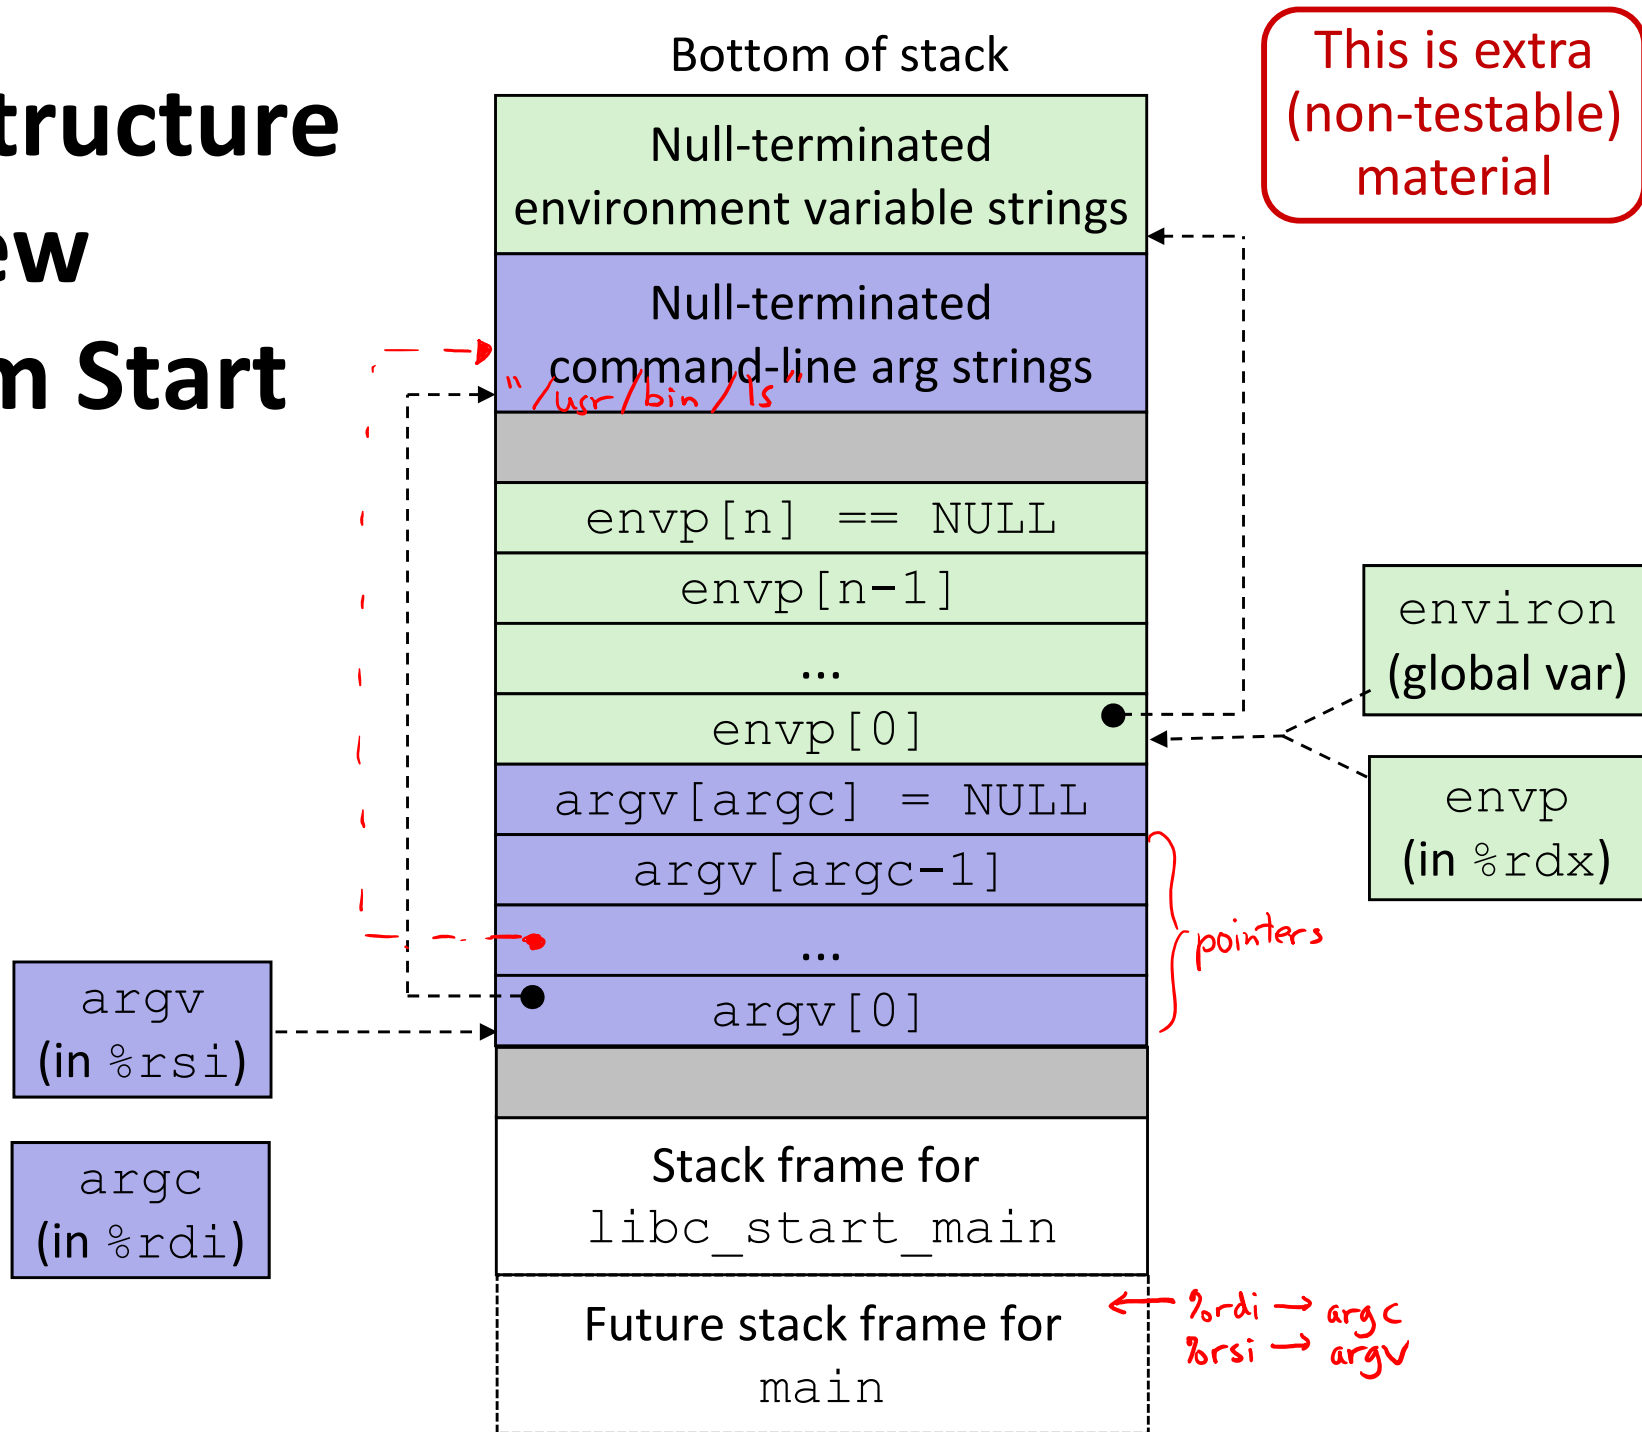 tructure
ew
m Start
Bottom of stack
This is extra
(non-testable)
material
Null-terminated
environment variable strings
Null-terminated
command-line arg strings
"/usr/bin/ls"
envp[n] == NULL
envp[n-1]
...
envp[0]
argv[argc] = NULL
argv[argc-1]
...
argv[0]
pointers
environ
(global var)
envp
(in %rdx)
argv
(in %rsi)
argc
(in %rdi)
Stack frame for
libc_start_main
Future stack frame for
main
%rdi → argc
%rsi → argv